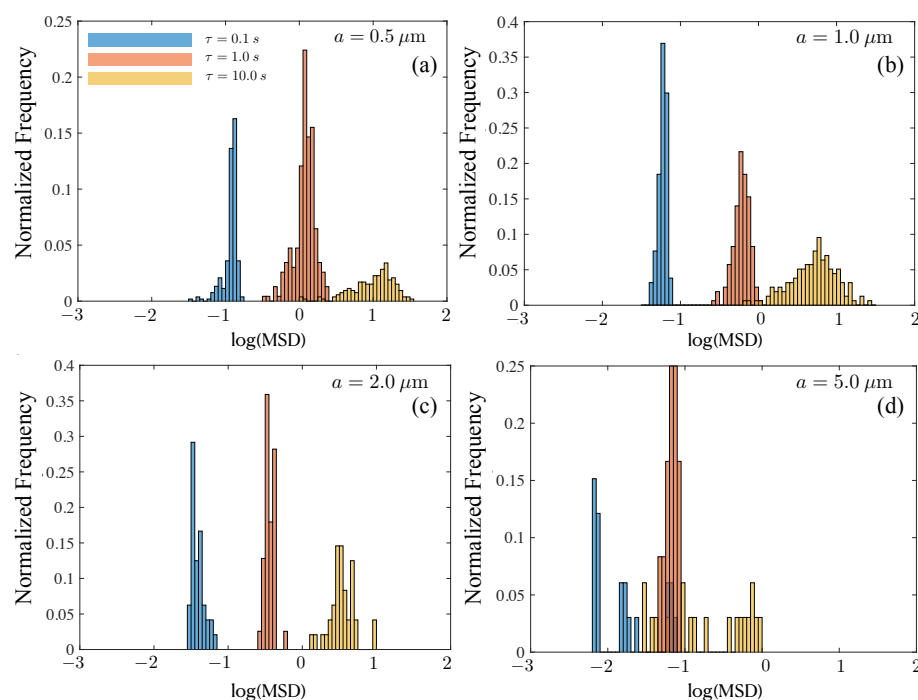 a = 0.5 μm
(a)
τ = 0.1 s
τ = 1.0 s
τ = 10.0 s
Normalized Frequency
0.25
0.2
0.15
0.1
0.05
0
−3 −2 −1 0 1 2
log(MSD)
a = 1.0 μm
(b)
Normalized Frequency
0.4
0.35
0.3
0.25
0.2
0.15
0.1
0.05
0
−3 −2 −1 0 1 2
log(MSD)
a = 2.0 μm
(c)
Normalized Frequency
0.4
0.35
0.3
0.25
0.2
0.15
0.1
0.05
0
−3 −2 −1 0 1 2
log(MSD)
a = 5.0 μm
(d)
Normalized Frequency
0.25
0.2
0.15
0.1
0.05
0
−3 −2 −1 0 1 2
log(MSD)